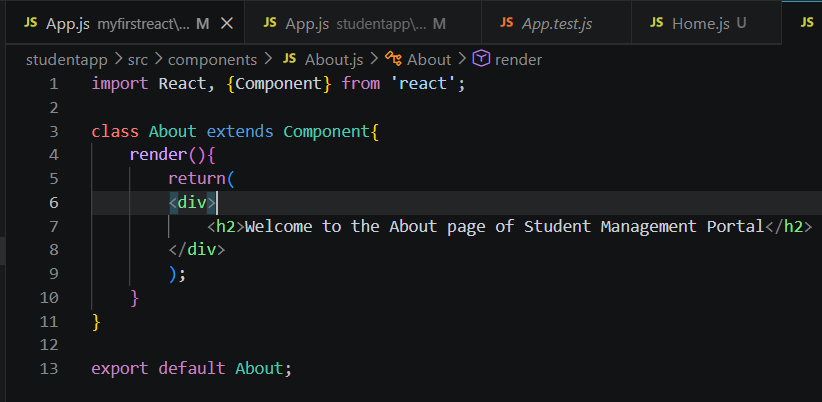 JS App.js myfirstreact\... M × JS App.js studentapp\... M JS App.test.js JS Home.js U JS
studentapp > src > components > JS About.js > About > render
1 import React, {Component} from 'react';
2
3 class About extends Component{
4 render(){
5 return(
6 <div>
7 <h2>Welcome to the About page of Student Management Portal</h2>
8 </div>
9 );
10 }
11 }
12
13 export default About;